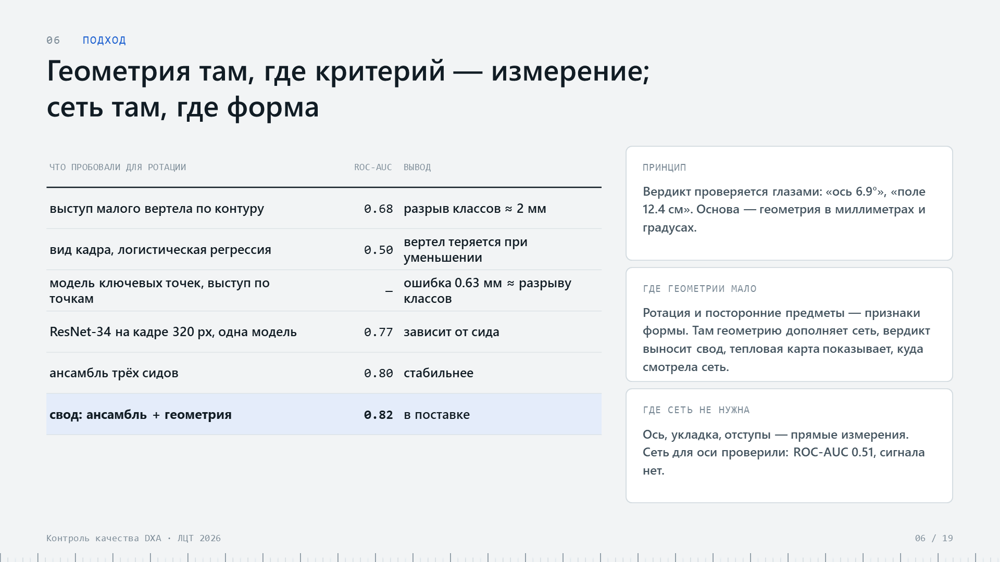 06 ПОДХОД
Геометрия там, где критерий — измерение;
сеть там, где форма
ЧТО ПРОБОВАЛИ ДЛЯ РОТАЦИИ ROC-AUC ВЫВОД
выступ малого вертела по контуру 0.68 разрыв классов ≈ 2 мм
вид кадра, логистическая регрессия 0.50 вертел теряется при
уменьшении
модель ключевых точек, выступ по
точкам
—
ошибка 0.63 мм ≈ разрыву
классов
ResNet-34 на кадре 320 px, одна модель 0.77 зависит от сида
ансамбль трёх сидов 0.80 стабильнее
свод: ансамбль + геометрия 0.82 в поставке
ПРИНЦИП
Вердикт проверяется глазами: «ось 6.9°», «поле
12.4 см». Основа — геометрия в миллиметрах и
градусах.
ГДЕ ГЕОМЕТРИИ МАЛО
Ротация и посторонние предметы — признаки
формы. Там геометрию дополняет сеть, вердикт
выносит свод, тепловая карта показывает, куда
смотрела сеть.
ГДЕ СЕТЬ НЕ НУЖНА
Ось, укладка, отступы — прямые измерения.
Сеть для оси проверили: ROC-AUC 0.51, сигнала
нет.
Контроль качества DXA · ЛЦТ 2026
06 / 19